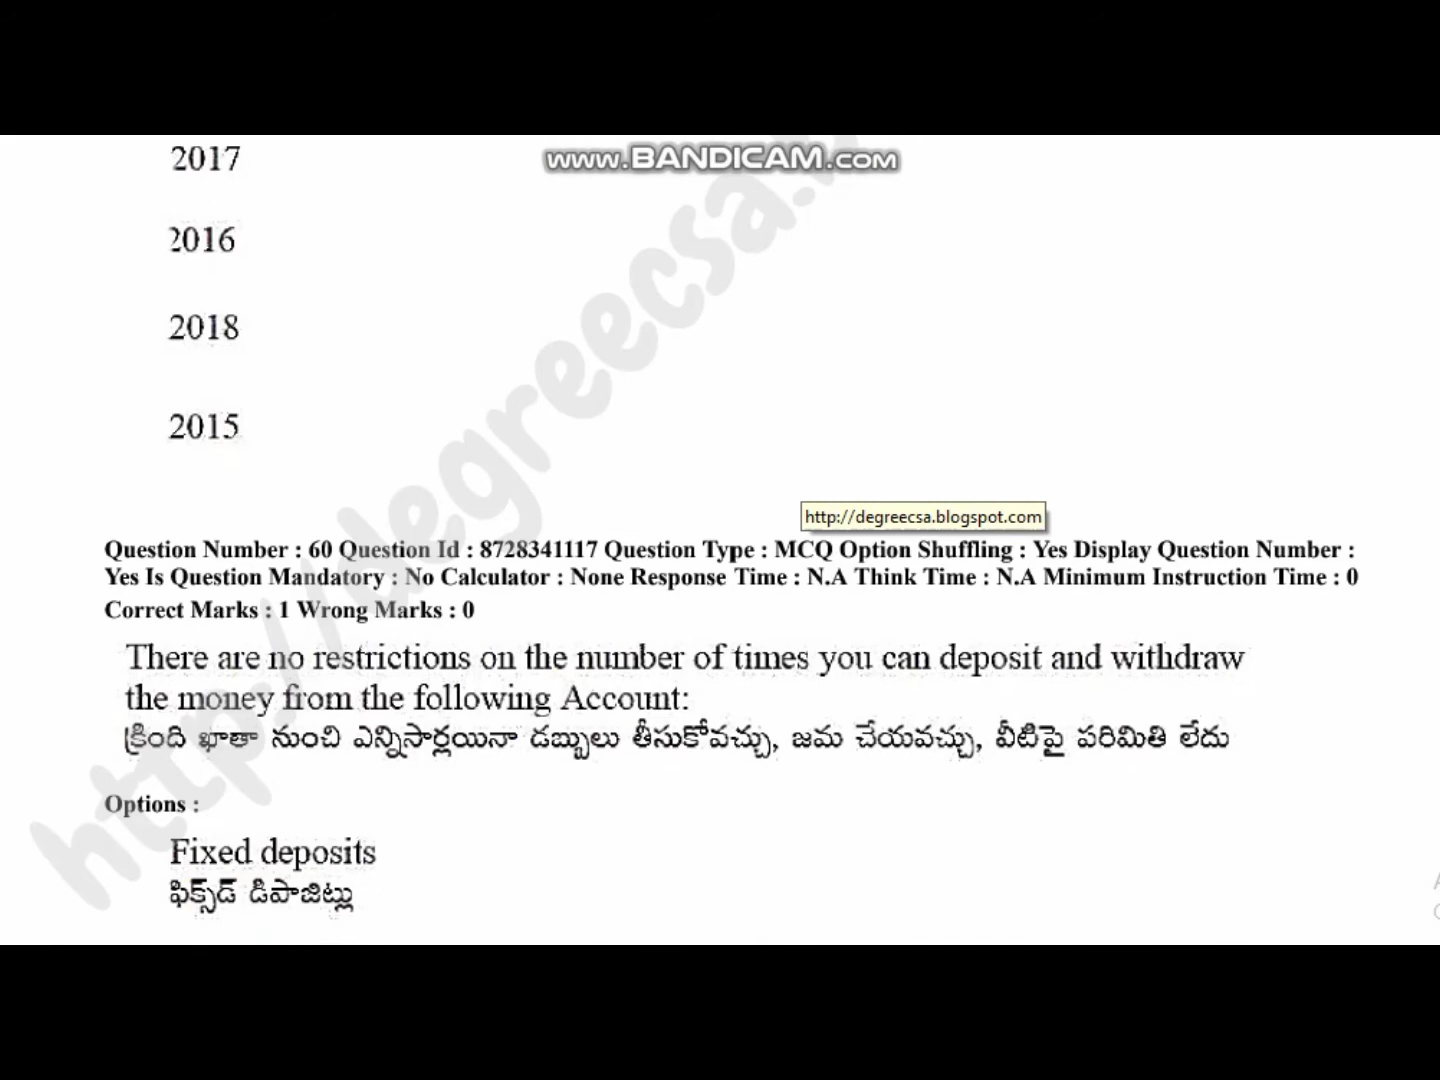 2017
www.BANDICAM.com
2016
2018
2015
http://degreecsa.blogspot.com
Question Number : 60 Question Id : 8728341117 Question Type : MCQ Option Shuffling : Yes Display Question Number :
Yes Is Question Mandatory : No Calculator : None Response Time : N.A Think Time : N.A Minimum Instruction Time : 0
Correct Marks : 1 Wrong Marks : 0
There are no restrictions on the number of times you can deposit and withdraw
the money from the following Account:
క్రింది ఖాతా నుంచి ఎన్నిసార్లయినా డబ్బులు తీసుకోవచ్చు, జమ చేయవచ్చు, వీటిపై పరిమితి లేదు
Options :
Fixed deposits
ఫిక్స్‌డ్ డిపాజిట్లు
http://degreecsa.